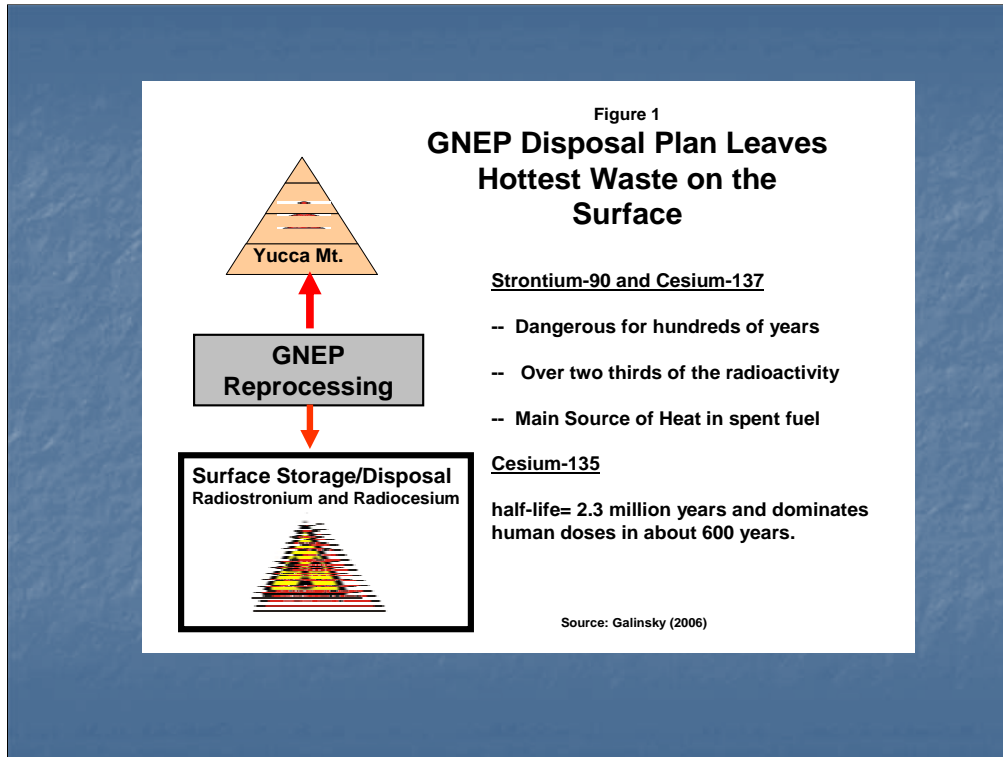 Figure 1
GNEP Disposal Plan Leaves
Hottest Waste on the
Surface
Yucca Mt.
GNEP
Reprocessing
Surface Storage/Disposal
Radiostronium and Radiocesium
Strontium-90 and Cesium-137
-- Dangerous for hundreds of years
-- Over two thirds of the radioactivity
-- Main Source of Heat in spent fuel
Cesium-135
half-life= 2.3 million years and dominates
human doses in about 600 years.
Source: Galinsky (2006)